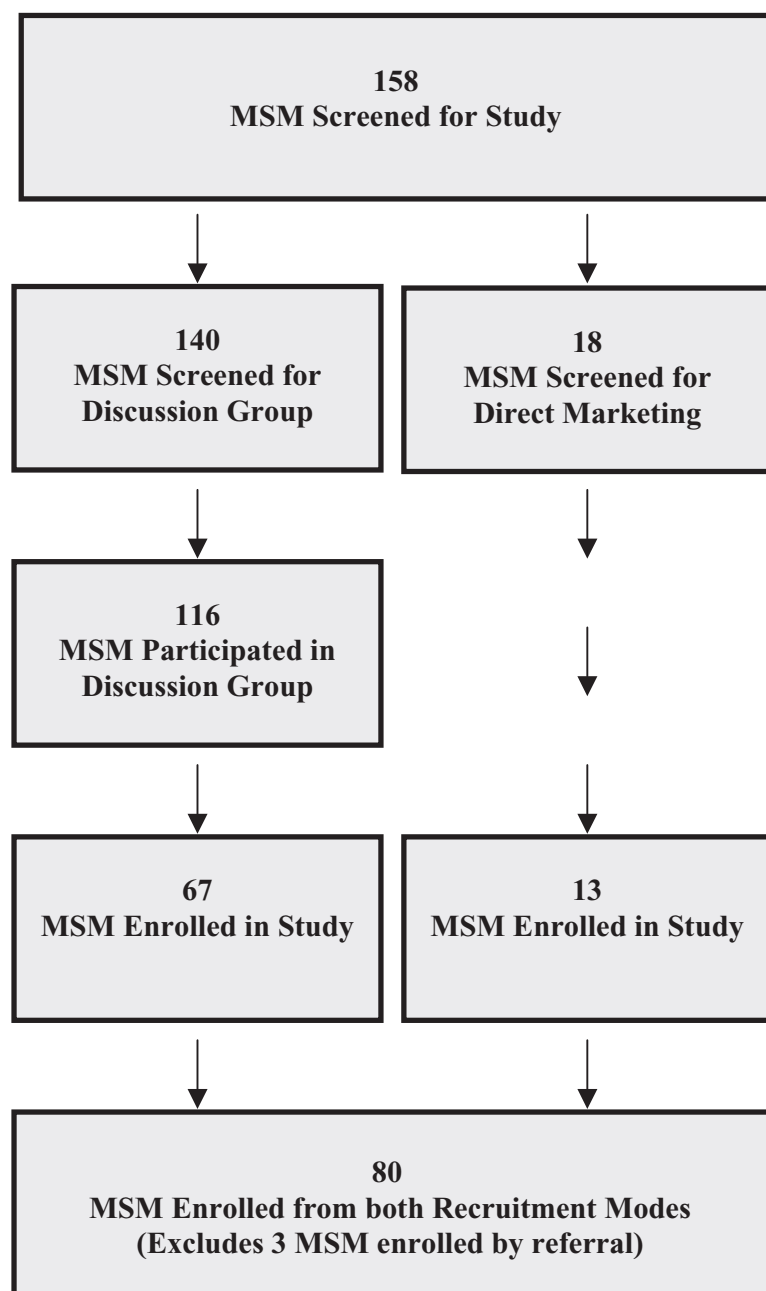 158
MSM Screened for Study
140
MSM Screened for
Discussion Group
18
MSM Screened for
Direct Marketing
116
MSM Participated in
Discussion Group
67
MSM Enrolled in Study
13
MSM Enrolled in Study
80
MSM Enrolled from both Recruitment Modes
(Excludes 3 MSM enrolled by referral)